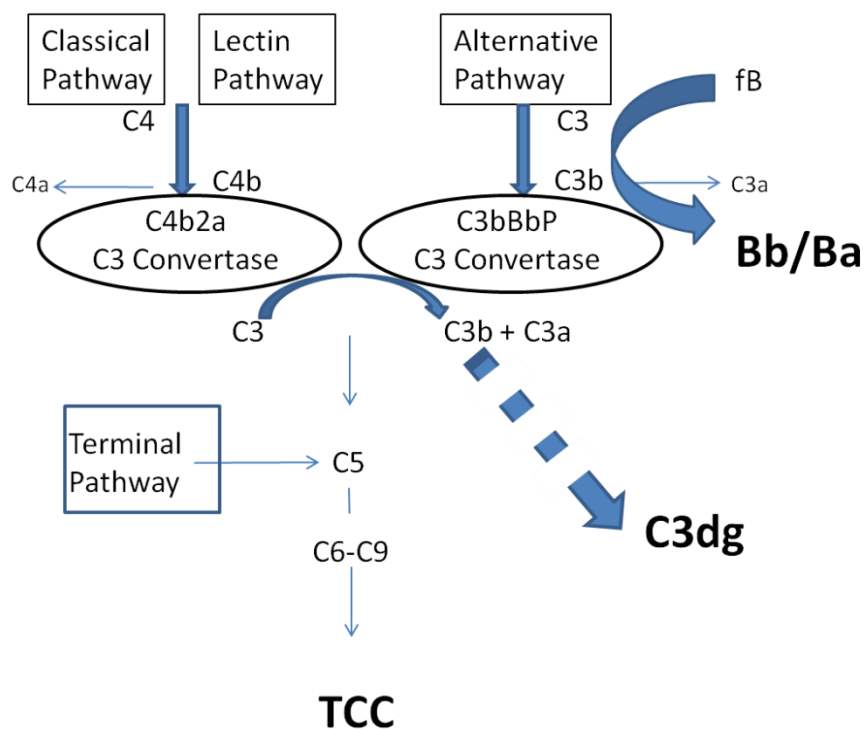 Classical
Pathway
Lectin
Pathway
Alternative
Pathway
fB
C4
C3
C4a
C4b
C3b
C3a
C4b2a
C3 Convertase
C3bBbP
C3 Convertase
Bb/Ba
C3
C3b + C3a
Terminal
Pathway
C5
C3dg
C6-C9
TCC